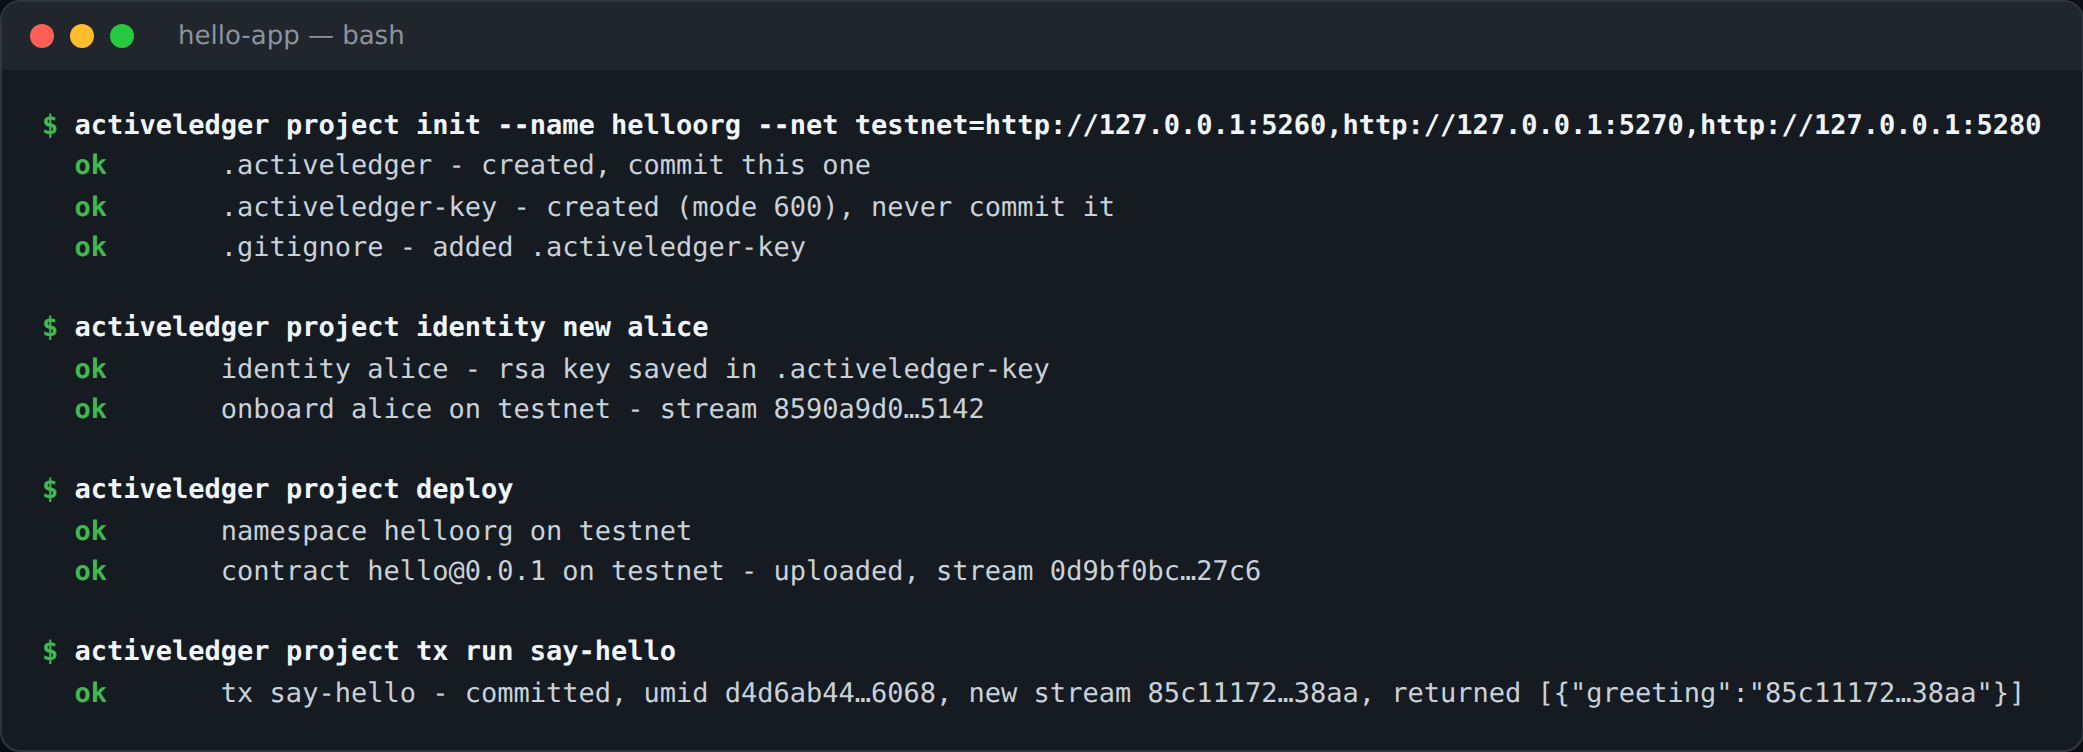 hello-app — bash
$ activeledger project init --name helloorg --net testnet=http://127.0.0.1:5260,http://127.0.0.1:5270,http://127.0.0.1:5280
ok .activeledger - created, commit this one
ok .activeledger-key - created (mode 600), never commit it
ok .gitignore - added .activeledger-key
$ activeledger project identity new alice
ok identity alice - rsa key saved in .activeledger-key
ok onboard alice on testnet - stream 8590a9d0…5142
$ activeledger project deploy
ok namespace helloorg on testnet
ok contract hello@0.0.1 on testnet - uploaded, stream 0d9bf0bc…27c6
$ activeledger project tx run say-hello
ok tx say-hello - committed, umid d4d6ab44…6068, new stream 85c11172…38aa, returned [{"greeting":"85c11172…38aa"}]